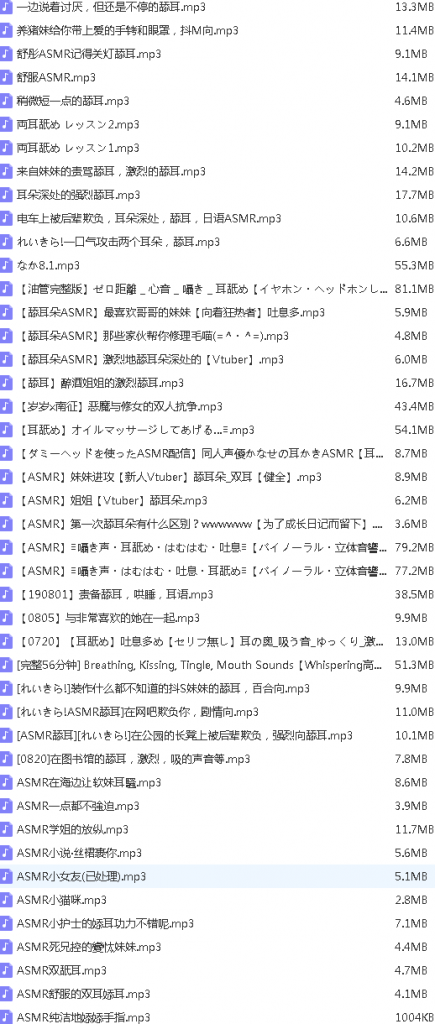 一边说着讨厌，但还是不停的舔耳.mp3 13.3MB
养猪妹给你带上爱的手铐和眼罩，抖M向.mp3 11.4MB
舒彤ASMR记得关灯舔耳.mp3 9.1MB
舒服ASMR.mp3 14.1MB
稍微短一点的舔耳.mp3 4.6MB
両耳舐め レッスン2.mp3 9.1MB
両耳舐め レッスン1.mp3 10.2MB
来自妹妹的责骂舔耳，激烈的舔耳.mp3 14.2MB
耳朵深处的强烈舔耳.mp3 17.7MB
电车上被后辈欺负，耳朵深处，舔耳，日语ASMR.mp3 10.6MB
れいきら!一口气攻击两个耳朵，舔耳.mp3 6.6MB
なか8.1.mp3 55.3MB
【油管完整版】ゼロ距離 _ 心音 _ 囁き _ 耳舐め【イヤホン・ヘッドホンし... 81.1MB
【舔耳朵ASMR】最喜欢哥哥的妹妹【向着狂热者】吐息多.mp3 5.9MB
【舔耳朵ASMR】那些家伙帮你修理毛喵(=＾・＾=).mp3 4.8MB
【舔耳朵ASMR】激烈地舔耳朵深处的【Vtuber】.mp3 6.0MB
【舔耳】醉酒姐姐的激烈舔耳.mp3 16.7MB
【岁岁x南征】恶魔与修女的双人抗争.mp3 43.4MB
【耳舐め】オイルマッサージしてあげる...≡.mp3 54.1MB
【ダミーヘッドを使ったASMR配信】同人声優かなせの耳かきASMR【耳... 8.7MB
【ASMR】妹妹进攻【新人Vtuber】舔耳朵_双耳【健全】.mp3 8.9MB
【ASMR】姐姐【Vtuber】舔耳朵.mp3 6.2MB
【ASMR】第一次舔耳朵有什么区别？wwwwww【为了成长日记而留下】.... 3.6MB
【ASMR】≡囁き声・耳舐め・はむはむ・吐息≡【バイノーラル・立体音響... 79.2MB
【ASMR】≡囁き声・はむはむ・吐息・耳舐め≡【バイノーラル・立体音響... 77.2MB
【190801】责备舔耳，哄睡，耳语.mp3 38.5MB
【0805】与非常喜欢的她在一起.mp3 9.9MB
【0720】【耳舐め】吐息多め【セリフ無し】耳の奥_吸う音_ゆっくり_激... 13.0MB
[完整56分钟] Breathing, Kissing, Tingle, Mouth Sounds【Whispering高... 51.3MB
[れいきら!]装作什么都不知道的抖S妹妹的舔耳，百合向.mp3 9.9MB
[れいきら!ASMR舔耳]在网吧欺负你，剧情向.mp3 11.0MB
[ASMR舔耳][れいきら!]在公园的长凳上被后辈欺负，强烈向舔耳.mp3 10.1MB
[0820]在图书馆的舔耳，激烈，吸的声音等.mp3 7.8MB
ASMR在海边让软妹耳騷.mp3 8.6MB
ASMR一点都不強迫.mp3 3.9MB
ASMR学姐的放纵.mp3 11.7MB
ASMR小说·丝裙裹你.mp3 5.6MB
ASMR小女友(已处理).mp3 5.1MB
ASMR小猫咪.mp3 2.8MB
ASMR小护士的婖耳功力不错呢.mp3 7.1MB
ASMR死兄控的變忱妹妹.mp3 4.4MB
ASMR双舐耳.mp3 4.7MB
ASMR舒服的双耳婖耳.mp3 4.1MB
ASMR纯洁地婖婖手指.mp3 1004KB